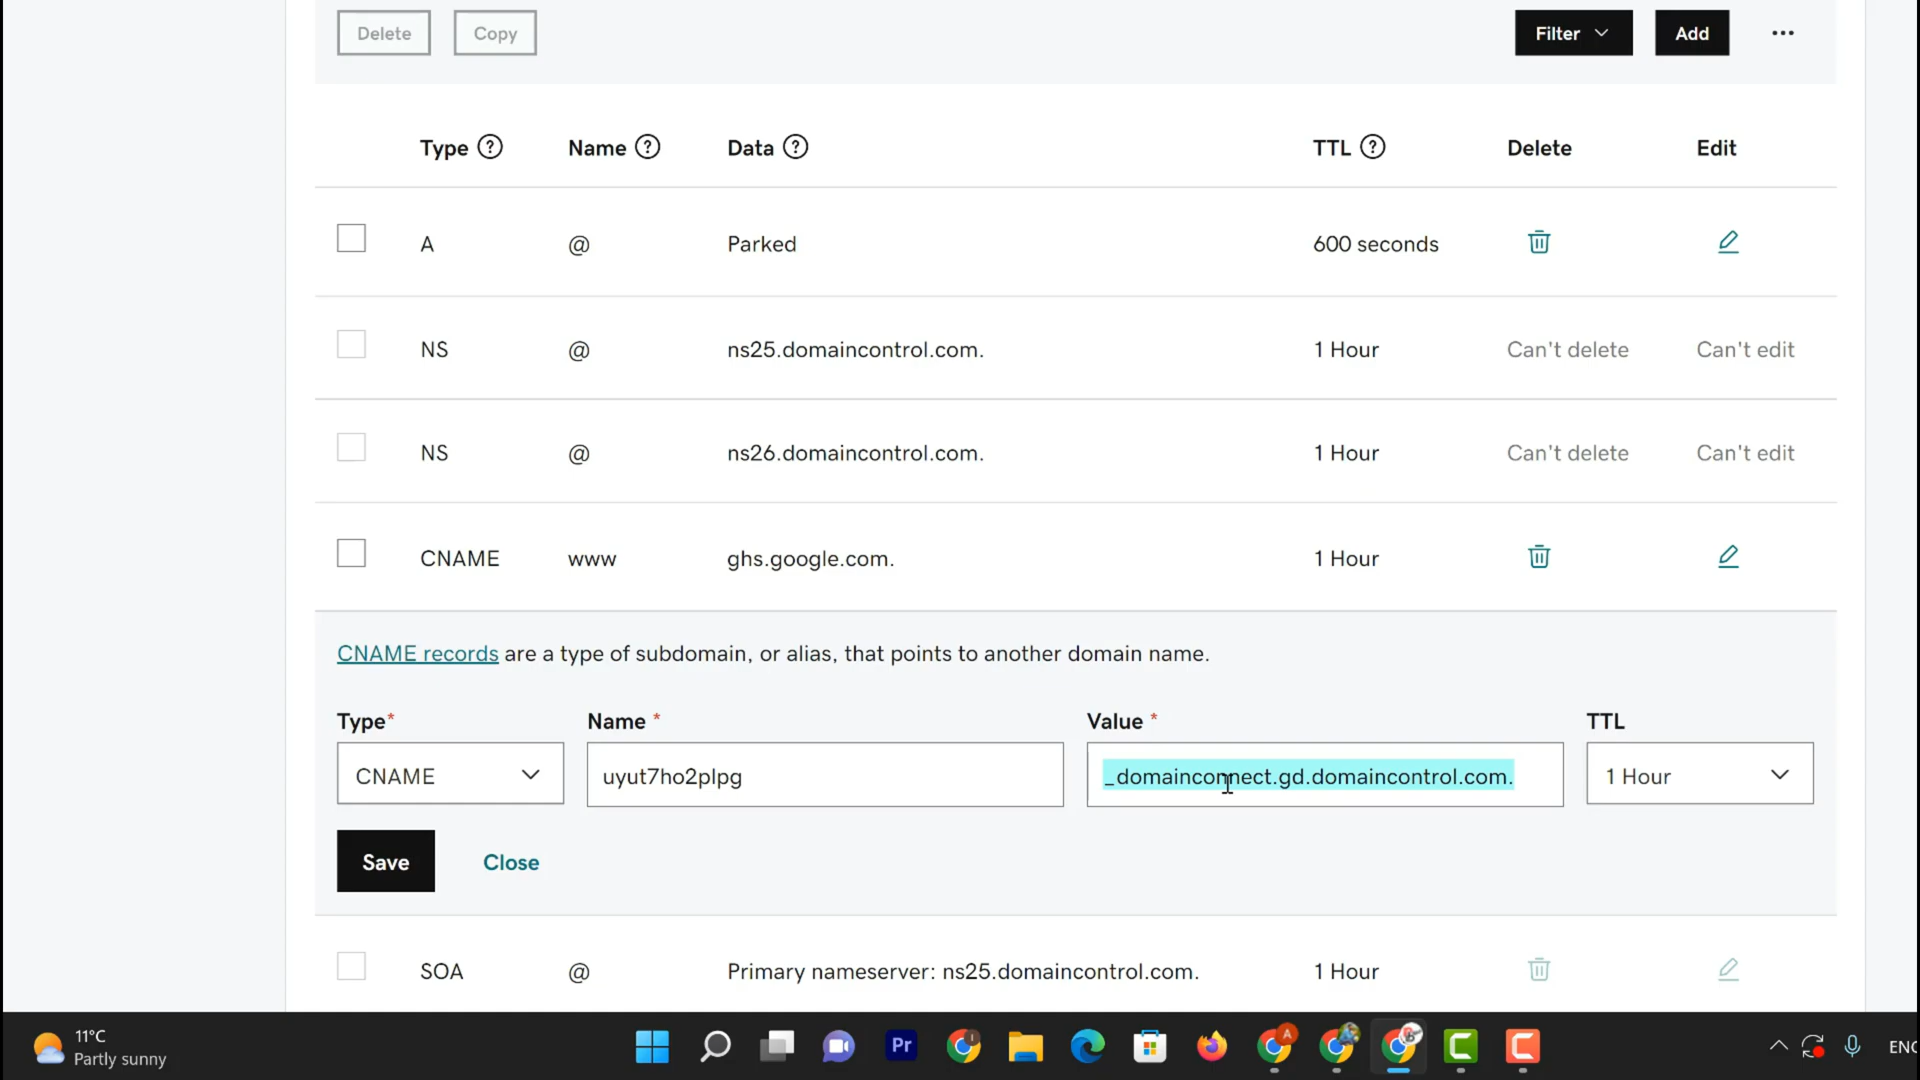 Delete Copy Filter Add
Type Name Data TTL Delete Edit
A @ Parked 600 seconds
NS @ ns25.domaincontrol.com. 1 Hour Can't delete Can't edit
NS @ ns26.domaincontrol.com. 1 Hour Can't delete Can't edit
CNAME www ghs.google.com. 1 Hour
CNAME records are a type of subdomain, or alias, that points to another domain name.
Type* Name * Value * TTL
CNAME uyut7ho2plpg _domainconnect.gd.domaincontrol.com. 1 Hour
Save Close
SOA @ Primary nameserver: ns25.domaincontrol.com. 1 Hour
11°C
Partly sunny
Pr
ENG